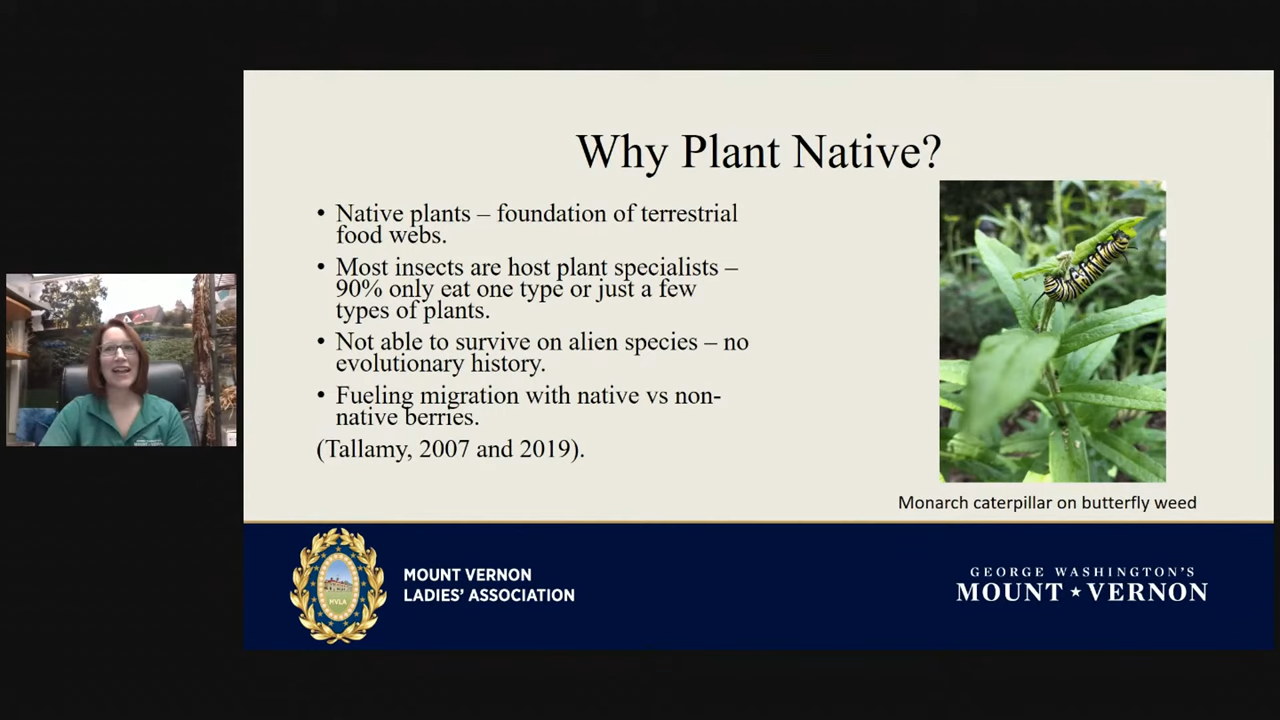 Why Plant Native?
• Native plants – foundation of terrestrial
food webs.
• Most insects are host plant specialists –
90% only eat one type or just a few
types of plants.
• Not able to survive on alien species – no
evolutionary history.
• Fueling migration with native vs non-
native berries.
(Tallamy, 2007 and 2019).
Monarch caterpillar on butterfly weed
MVLA
MOUNT VERNON
LADIES' ASSOCIATION
GEORGE WASHINGTON'S
MOUNT ★ VERNON